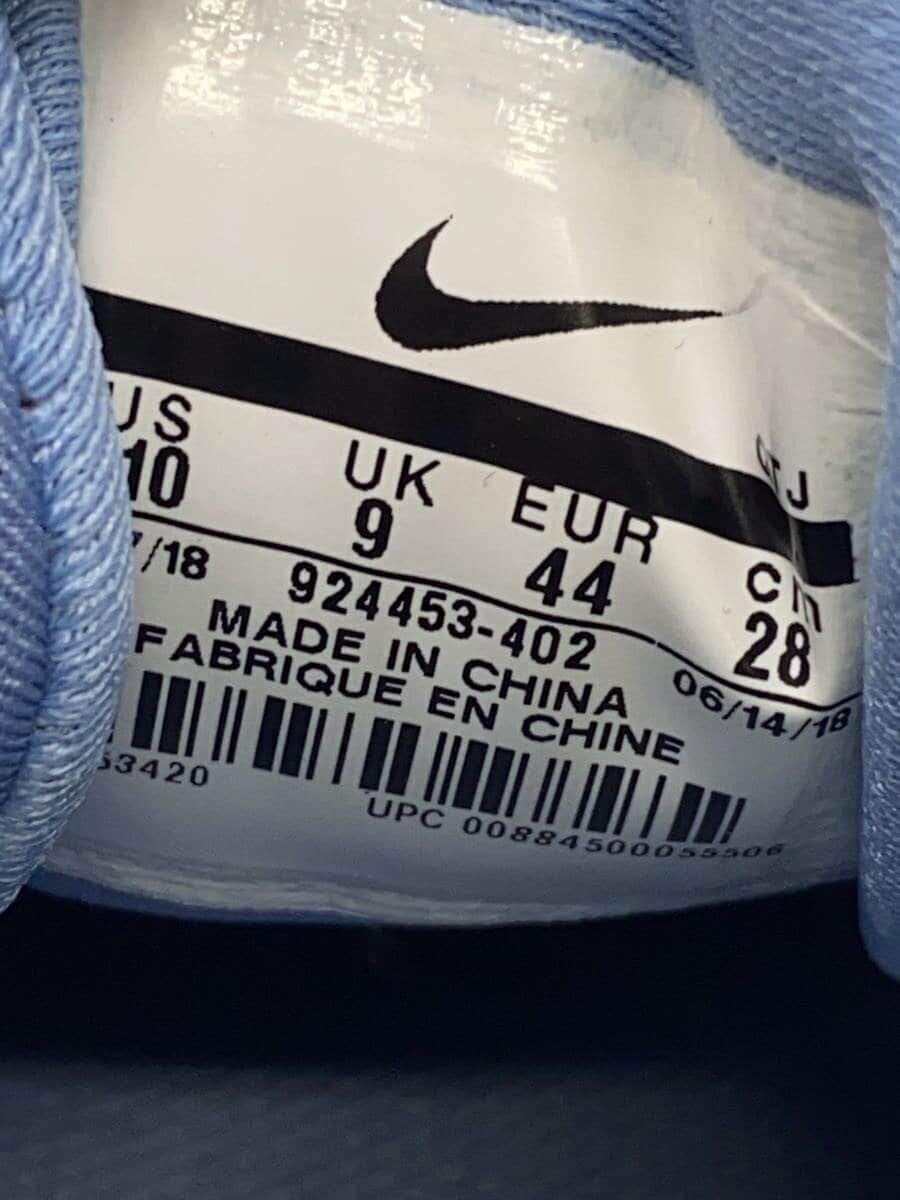 US UK EUR cm
10 9 44 28
/18 924453-402 06/14/18
MADE IN CHINA
FABRIQUE EN CHINE
53420
UPC 00884500055506